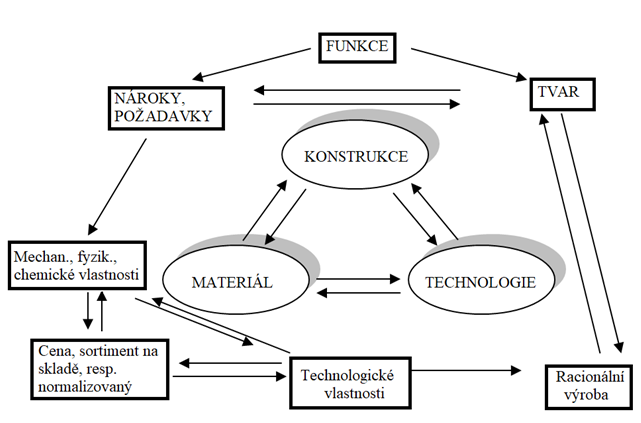 FUNKCE
NÁROKY,
POŽADAVKY
TVAR
KONSTRUKCE
Mechan., fyzik.,
chemické vlastnosti
MATERIÁL
TECHNOLOGIE
Cena, sortiment na
skladě, resp.
normalizovaný
Technologické
vlastnosti
Racionální
výroba